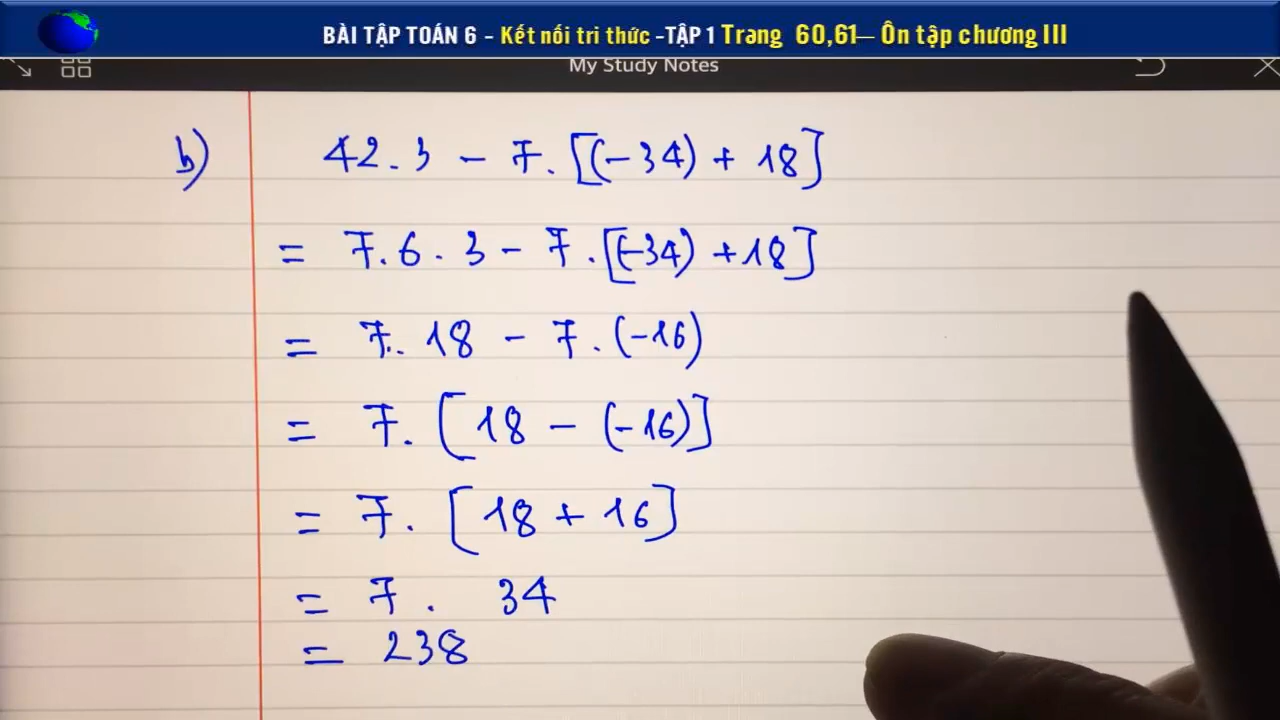 BÀI TẬP TOÁN 6 - Kết nối tri thức -TẬP 1 Trang 60,61– Ôn tập chương III
My Study Notes
b) 42.3 - 7.[(-34) + 18]
= 7.6.3 - 7.[(-34) +18]
= 7.18 - 7.(-16)
= 7.[18 - (-16)]
= 7.[18 + 16]
= 7. 34
= 238